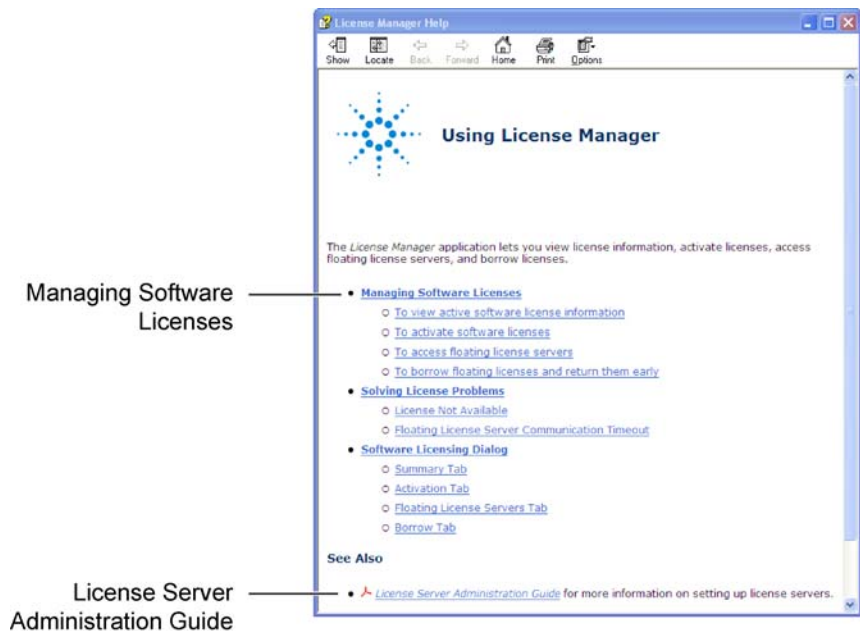 License Manager Help
Show Locate Back Forward Home Print Options
Using License Manager
The License Manager application lets you view license information, activate licenses, access
floating license servers, and borrow licenses.
Managing Software
Licenses
• Managing Software Licenses
○ To view active software license information
○ To activate software licenses
○ To access floating license servers
○ To borrow floating licenses and return them early
• Solving License Problems
○ License Not Available
○ Floating License Server Communication Timeout
• Software Licensing Dialog
○ Summary Tab
○ Activation Tab
○ Floating License Servers Tab
○ Borrow Tab
See Also
License Server
Administration Guide
• License Server Administration Guide for more information on setting up license servers.